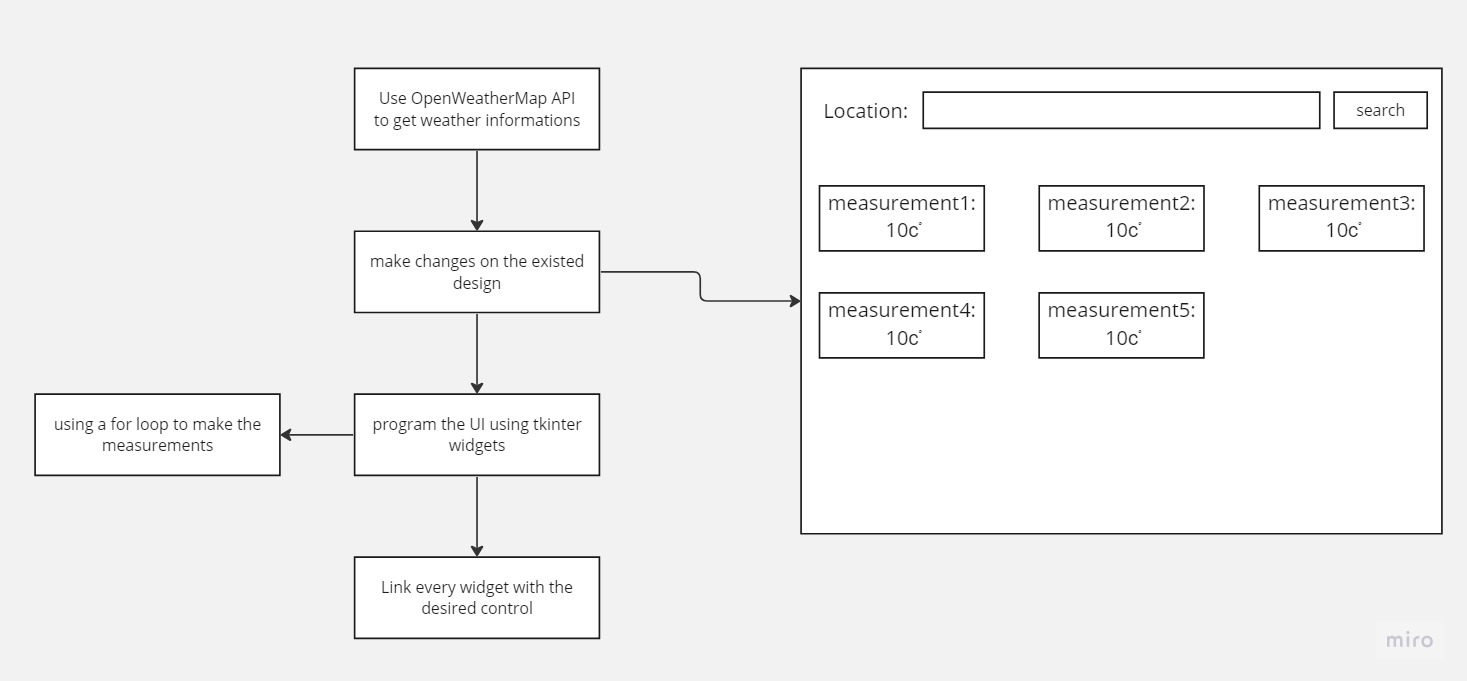 Use OpenWeatherMap API
to get weather informations
make changes on the existed
design
using a for loop to make the
measurements
program the UI using tkinter
widgets
Link every widget with the
desired control
Location:
search
measurement1:
10c°
measurement2:
10c°
measurement3:
10c°
measurement4:
10c°
measurement5:
10c°
miro